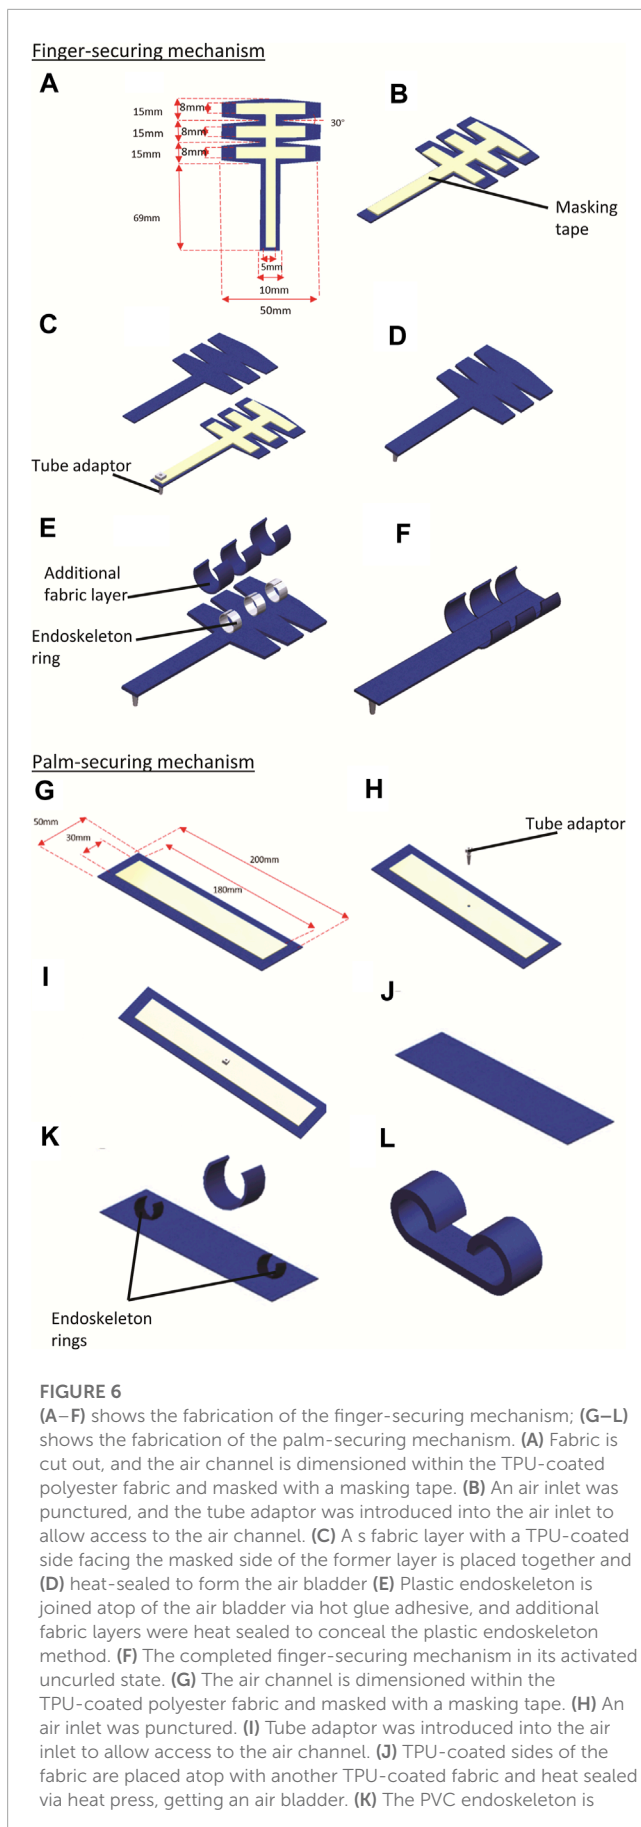 Finger-securing mechanism
A
B
15mm
8mm
30°
15mm
8mm
15mm
8mm
69mm
Masking
tape
5mm
10mm
50mm
C
D
Tube adaptor
E
F
Additional
fabric layer
Endoskeleton
ring
Palm-securing mechanism
G
H
50mm
30mm
Tube adaptor
200mm
180mm
I
J
K
L
Endoskeleton
rings
FIGURE 6
(A–F) shows the fabrication of the finger-securing mechanism; (G–L)
shows the fabrication of the palm-securing mechanism. (A) Fabric is
cut out, and the air channel is dimensioned within the TPU-coated
polyester fabric and masked with a masking tape. (B) An air inlet was
punctured, and the tube adaptor was introduced into the air inlet to
allow access to the air channel. (C) A s fabric layer with a TPU-coated
side facing the masked side of the former layer is placed together and
(D) heat-sealed to form the air bladder (E) Plastic endoskeleton is
joined atop of the air bladder via hot glue adhesive, and additional
fabric layers were heat sealed to conceal the plastic endoskeleton
method. (F) The completed finger-securing mechanism in its activated
uncurled state. (G) The air channel is dimensioned within the
TPU-coated polyester fabric and masked with a masking tape. (H) An
air inlet was punctured. (I) Tube adaptor was introduced into the air
inlet to allow access to the air channel. (J) TPU-coated sides of the
fabric are placed atop with another TPU-coated fabric and heat sealed
via heat press, getting an air bladder. (K) The PVC endoskeleton is